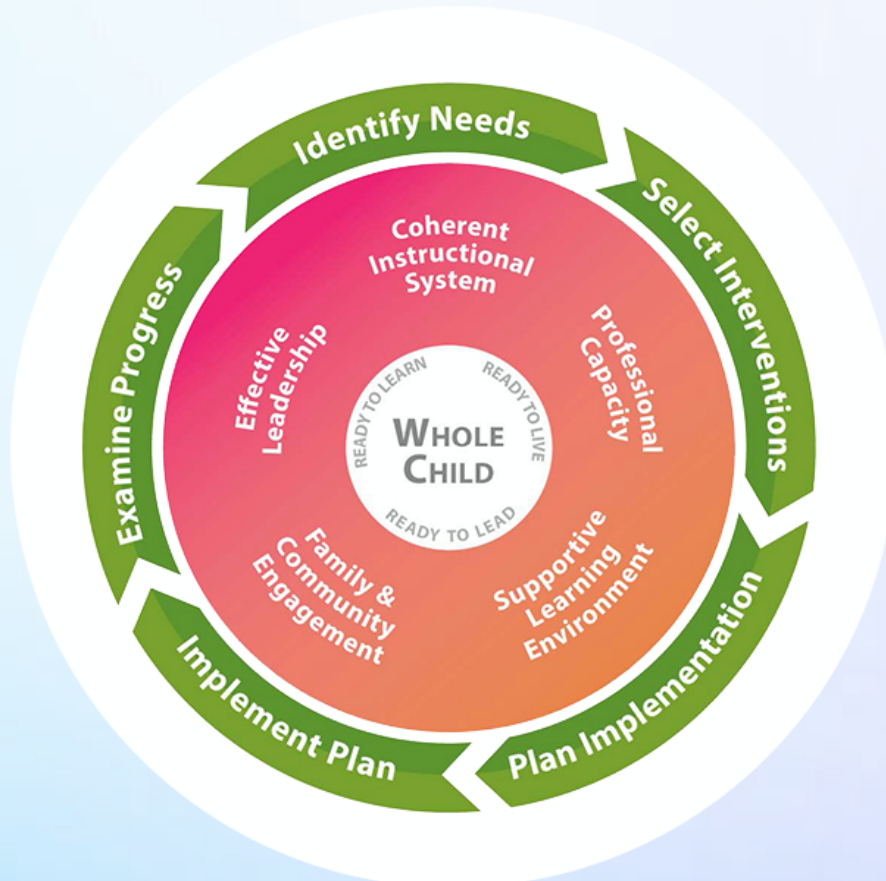 Identify Needs
Select Interventions
Plan Implementation
Implement Plan
Examine Progress
Coherent
Instructional
System
Professional
Capacity
Supportive
Learning
Environment
Family &
Community
Engagement
Effective
Leadership
READY TO LEARN
READY TO LIVE
READY TO LEAD
WHOLE
CHILD